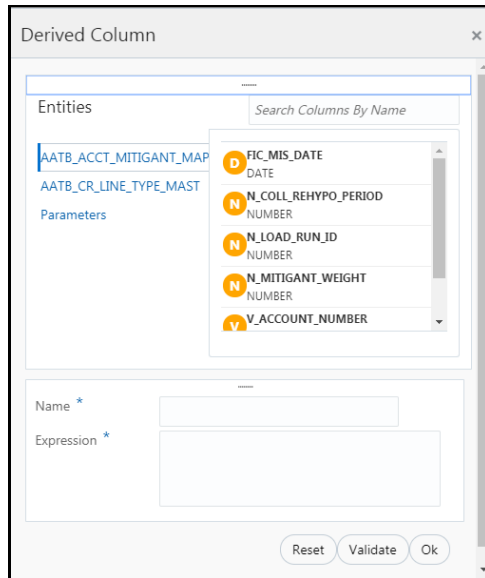 Derived Column
×
Entities
Search Columns By Name
AATB_ACCT_MITIGANT_MAP
AATB_CR_LINE_TYPE_MAST
Parameters
D FIC_MIS_DATE
DATE
N N_COLL_REHYPO_PERIOD
NUMBER
N N_LOAD_RUN_ID
NUMBER
N N_MITIGANT_WEIGHT
NUMBER
V V_ACCOUNT_NUMBER
Name *
Expression *
Reset Validate Ok